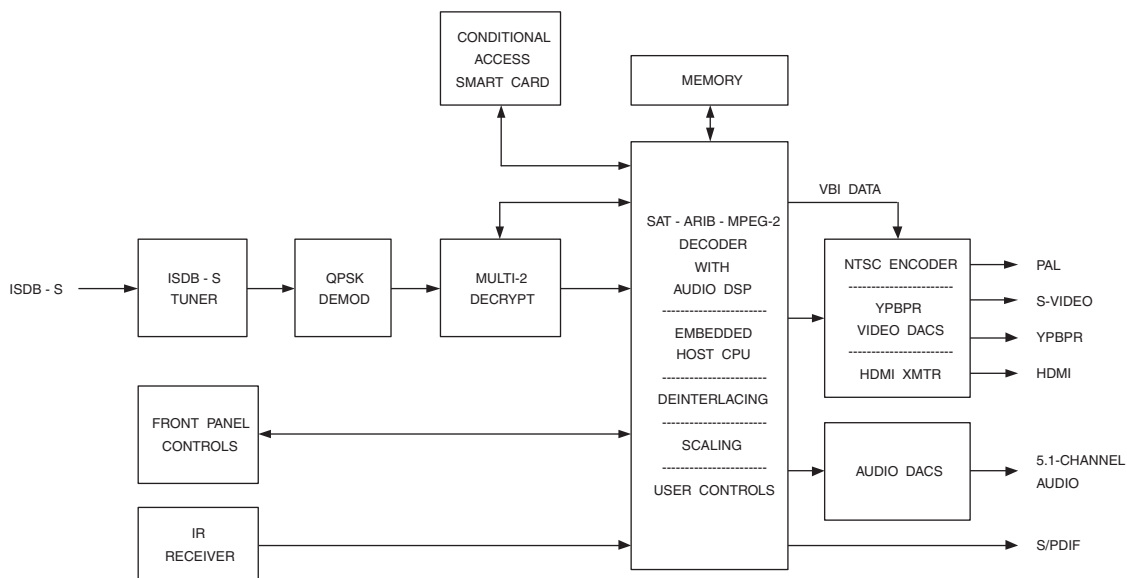 CONDITIONAL
ACCESS
SMART CARD
MEMORY
VBI DATA
ISDB - S
ISDB - S
TUNER
QPSK
DEMOD
MULTI-2
DECRYPT
SAT - ARIB - MPEG-2
DECODER
WITH
AUDIO DSP
EMBEDDED
HOST CPU
DEINTERLACING
SCALING
USER CONTROLS
NTSC ENCODER
YPBPR
VIDEO DACS
HDMI XMTR
PAL
S-VIDEO
YPBPR
HDMI
FRONT PANEL
CONTROLS
AUDIO DACS
5.1-CHANNEL
AUDIO
IR
RECEIVER
S/PDIF